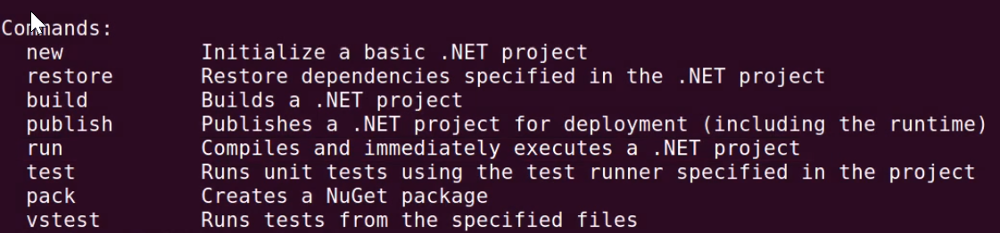 Commands:
new Initialize a basic .NET project
restore Restore dependencies specified in the .NET project
build Builds a .NET project
publish Publishes a .NET project for deployment (including the runtime)
run Compiles and immediately executes a .NET project
test Runs unit tests using the test runner specified in the project
pack Creates a NuGet package
vstest Runs tests from the specified files